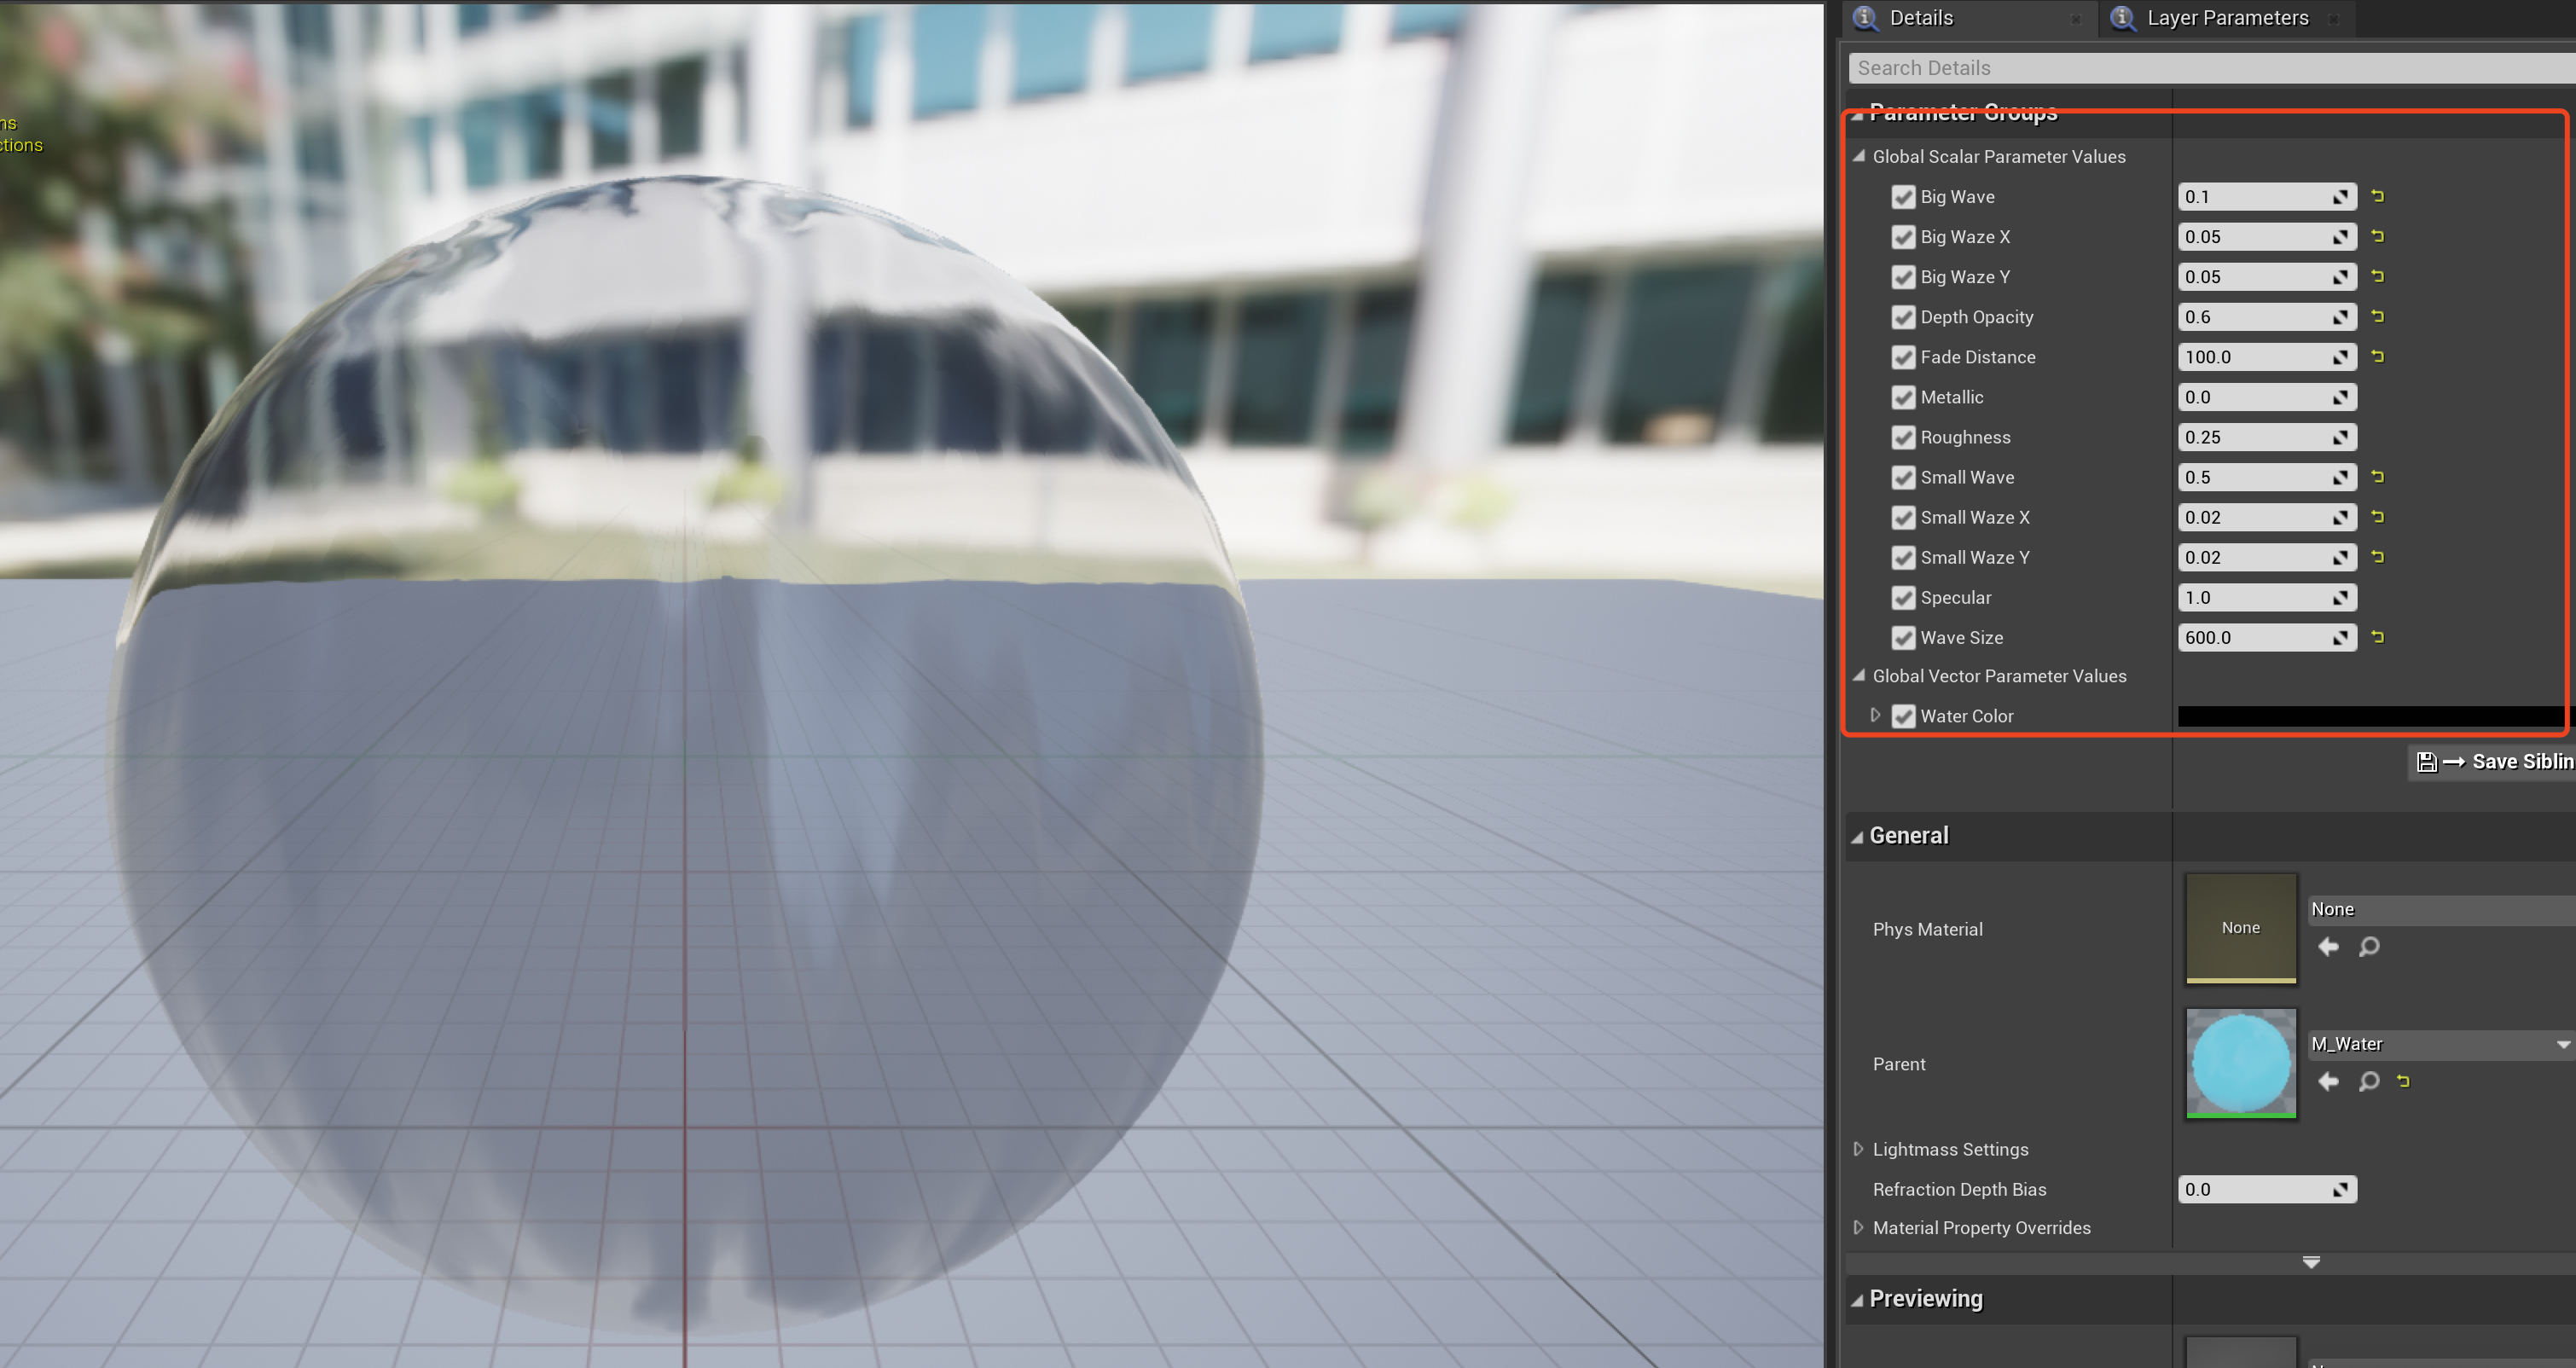 ns
ctions
Details
Layer Parameters
Search Details
Parameter Groups
Global Scalar Parameter Values
Big Wave 0.1
Big Waze X 0.05
Big Waze Y 0.05
Depth Opacity 0.6
Fade Distance 100.0
Metallic 0.0
Roughness 0.25
Small Wave 0.5
Small Waze X 0.02
Small Waze Y 0.02
Specular 1.0
Wave Size 600.0
Global Vector Parameter Values
Water Color
Save Siblin
General
Phys Material
None
None
Parent
M_Water
Lightmass Settings
Refraction Depth Bias 0.0
Material Property Overrides
Previewing